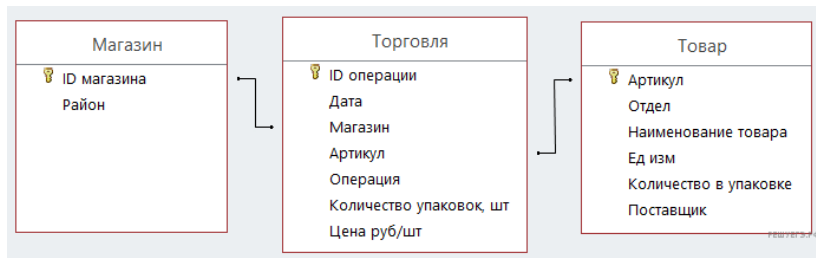 Магазин
ID магазина
Район
Торговля
ID операции
Дата
Магазин
Артикул
Операция
Количество упаковок, шт
Цена руб/шт
Товар
Артикул
Отдел
Наименование товара
Ед изм
Количество в упаковке
Поставщик